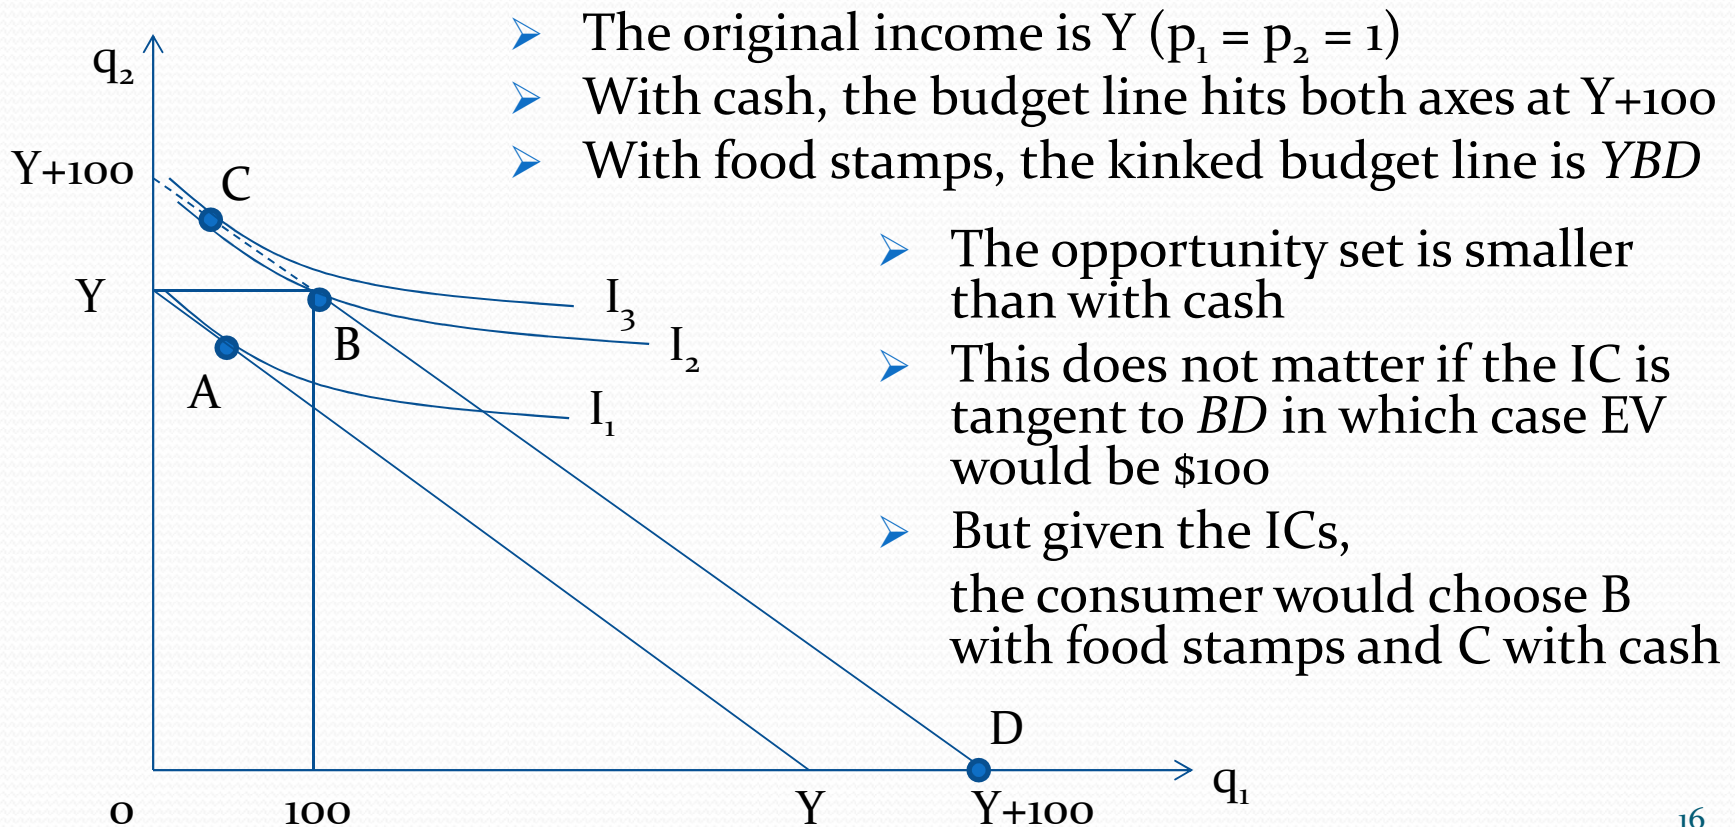 ➢ The original income is Y (p₁ = p₂ = 1)
➢ With cash, the budget line hits both axes at Y+100
➢ With food stamps, the kinked budget line is YBD
➢ The opportunity set is smaller
than with cash
➢ This does not matter if the IC is
tangent to BD in which case EV
would be $100
➢ But given the ICs,
the consumer would choose B
with food stamps and C with cash
q₂
Y+100
C
Y
I₃
B
I₂
A
I₁
D
q₁
0
100
Y
Y+100
16